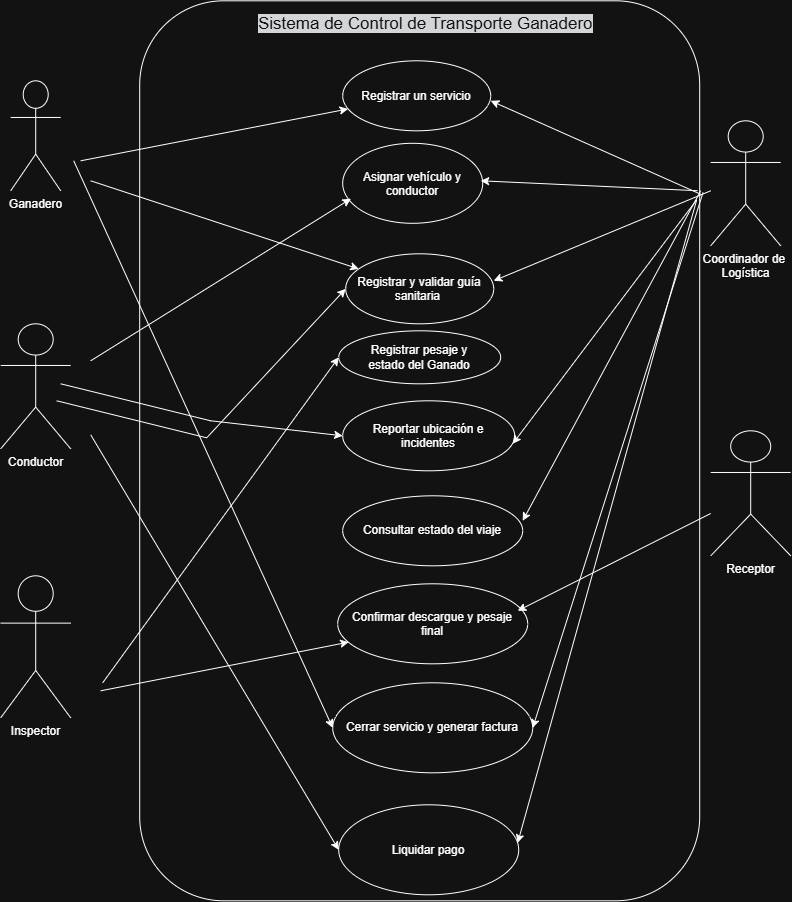 Sistema de Control de Transporte Ganadero
Registrar un servicio
Ganadero
Asignar vehículo y
conductor
Coordinador de
Logística
Registrar y validar guía
sanitaria
Registrar pesaje y
estado del Ganado
Conductor
Reportar ubicación e
incidentes
Consultar estado del viaje
Receptor
Confirmar descargue y pesaje
final
Inspector
Cerrar servicio y generar factura
Liquidar pago